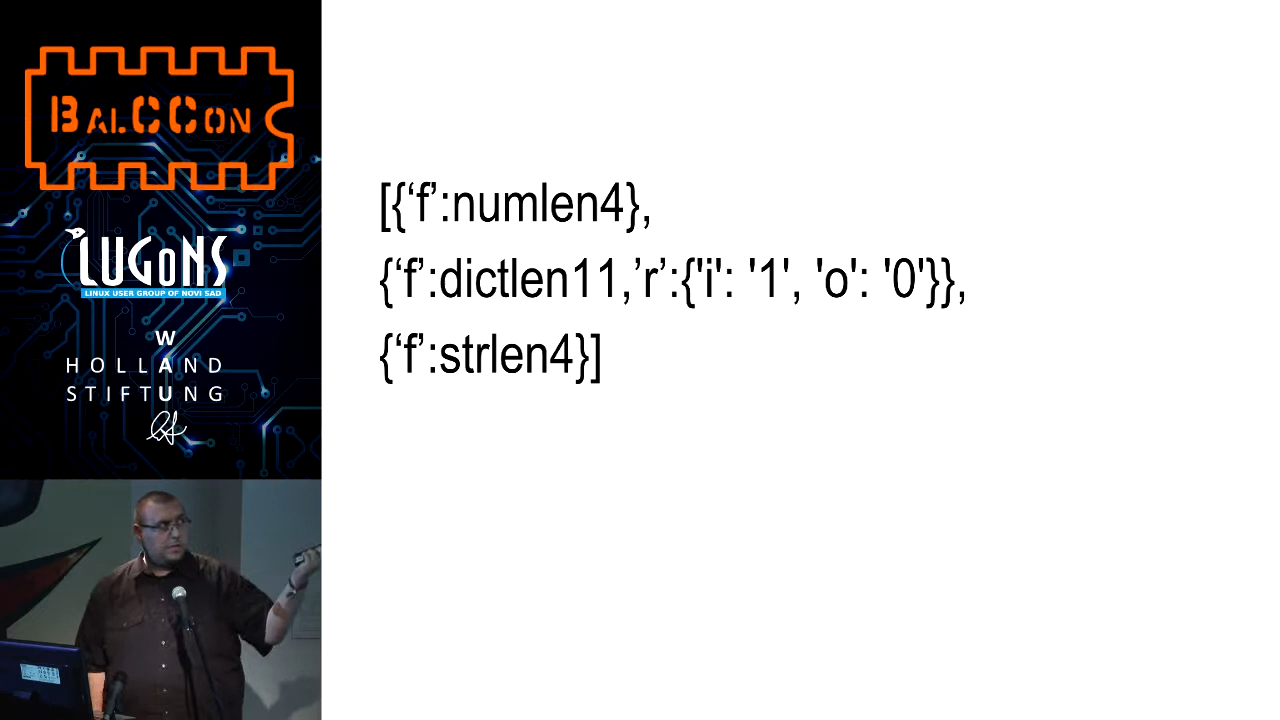 BALCCON
LUGONS
LINUX USER GROUP OF NOVI SAD
W
HOLLAND
STIFTUNG
[{‘f’:numlen4},
{‘f’:dictlen11,’r’:{'i': '1', 'o': '0'}},
{‘f’:strlen4}]